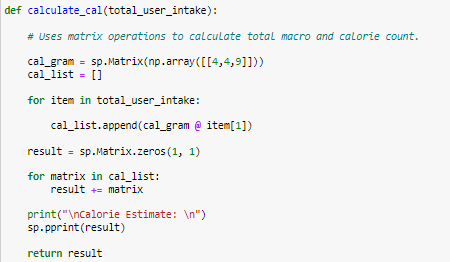 def calculate_cal(total_user_intake):
# Uses matrix operations to calculate total macro and calorie count.
cal_gram = sp.Matrix(np.array([[4,4,9]]))
cal_list = []
for item in total_user_intake:
cal_list.append(cal_gram @ item[1])
result = sp.Matrix.zeros(1, 1)
for matrix in cal_list:
result += matrix
print("\nCalorie Estimate: \n")
sp.pprint(result)
return result